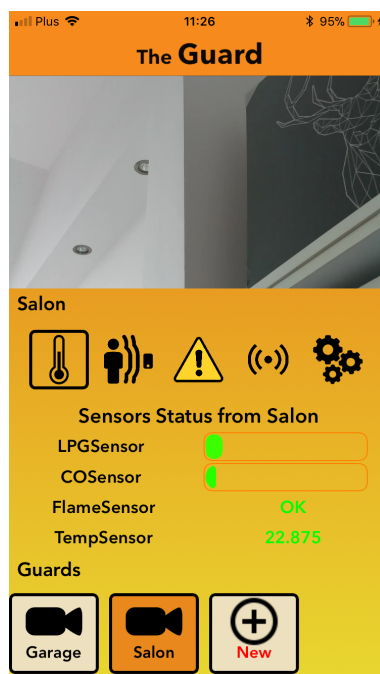 Plus 11:26 95%
The Guard
Salon
Sensors Status from Salon
LPGSensor
COSensor
FlameSensor OK
TempSensor 22.875
Guards
Garage Salon New